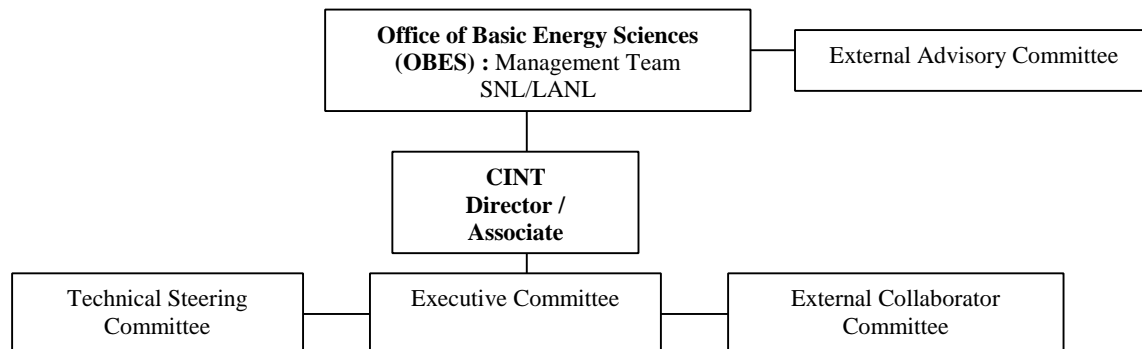 Office of Basic Energy Sciences
(OBES) : Management Team
SNL/LANL
External Advisory Committee
CINT
Director /
Associate
Technical Steering
Committee
Executive Committee
External Collaborator
Committee